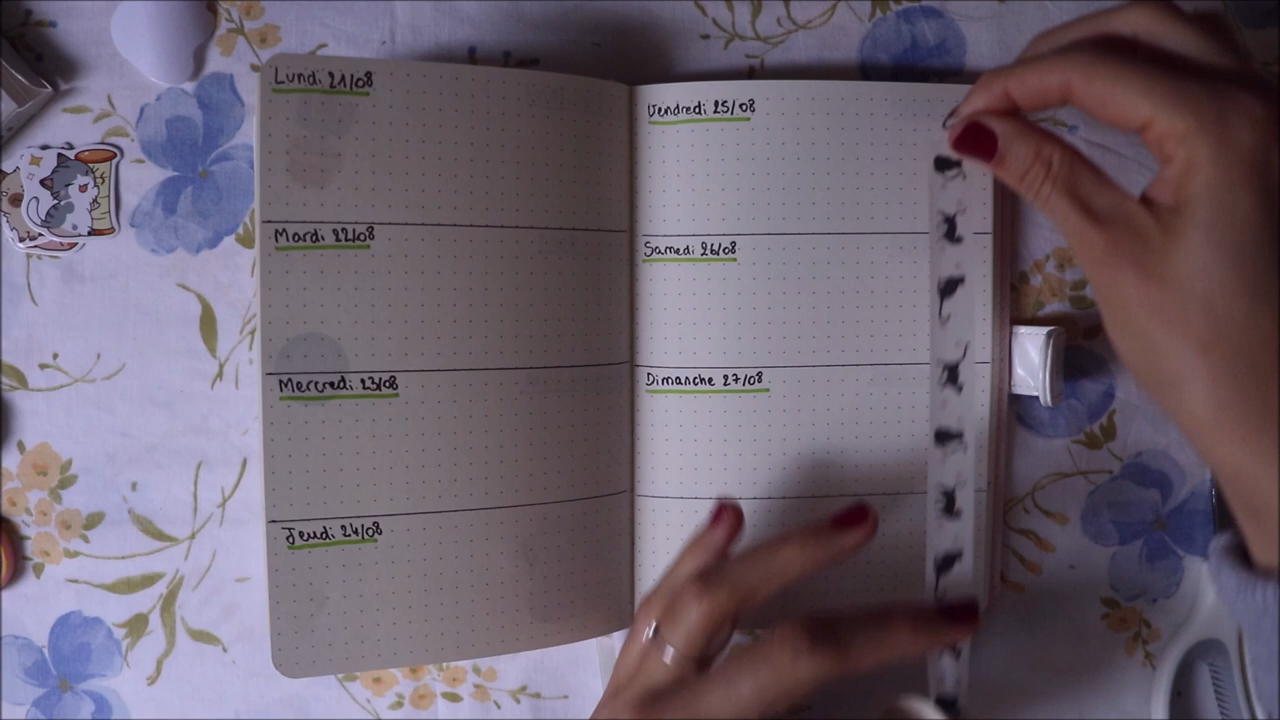 Lundi 21/08
Mardi 22/08
Mercredi 23/08
Jeudi 24/08
Vendredi 25/08
Samedi 26/08
Dimanche 27/08